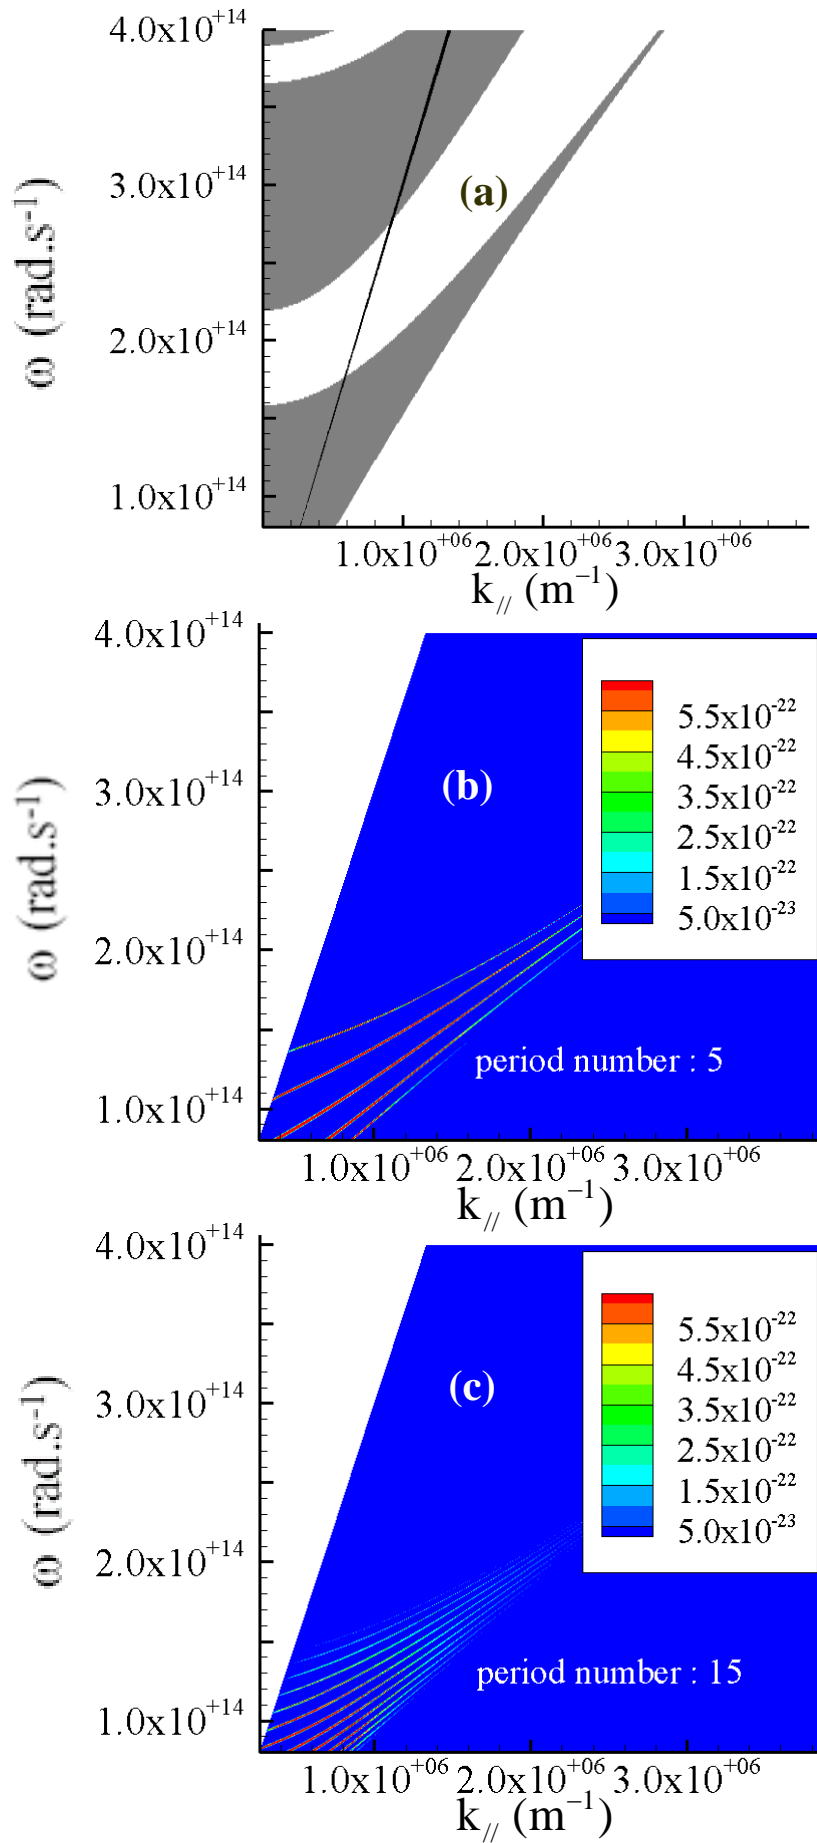 4.0x10+14
3.0x10+14
2.0x10+14
1.0x10+14
ω (rad.s-1)
(a)
1.0x10+06 2.0x10+06 3.0x10+06
k// (m−1)
4.0x10+14
3.0x10+14
2.0x10+14
1.0x10+14
ω (rad.s-1)
(b)
5.5x10-22
4.5x10-22
3.5x10-22
2.5x10-22
1.5x10-22
5.0x10-23
period number : 5
1.0x10+06 2.0x10+06 3.0x10+06
k// (m−1)
4.0x10+14
3.0x10+14
2.0x10+14
1.0x10+14
ω (rad.s-1)
(c)
5.5x10-22
4.5x10-22
3.5x10-22
2.5x10-22
1.5x10-22
5.0x10-23
period number : 15
1.0x10+06 2.0x10+06 3.0x10+06
k// (m−1)